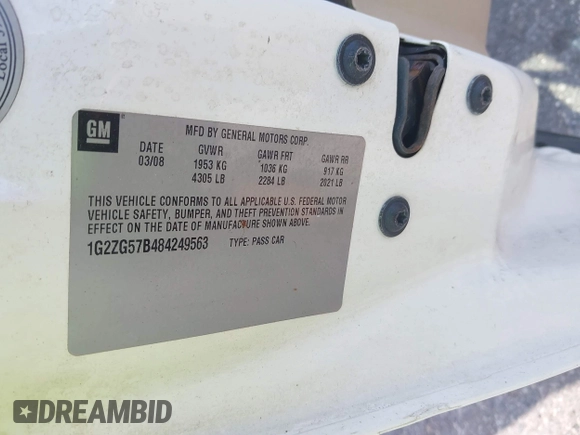 Local 5
GM
MFD BY GENERAL MOTORS CORP.
DATE GVWR GAWR FRT GAWR RR
03/08 1953 KG 1036 KG 917 KG
4305 LB 2284 LB 2021 LB
THIS VEHICLE CONFORMS TO ALL APPLICABLE U.S. FEDERAL MOTOR
VEHICLE SAFETY, BUMPER, AND THEFT PREVENTION STANDARDS IN
EFFECT ON THE DATE OF MANUFACTURE SHOWN ABOVE.
1G2ZG57B484249563 TYPE: PASS CAR
DREAMBID